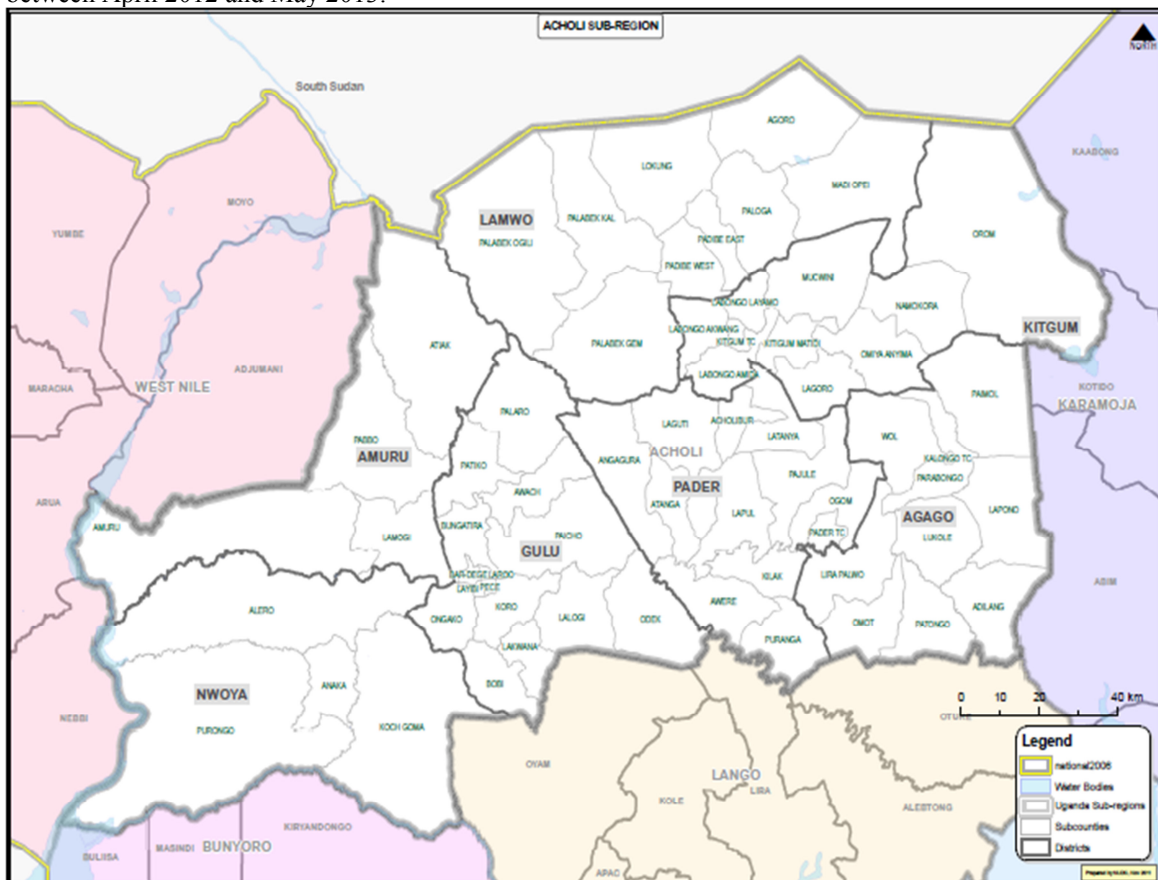 between April 2012 and May 2013.
ACHOLI SUB-REGION
NORTH
South Sudan
AGORO
KAABONG
LOKUNG
MADI OPEI
MOYO
PALOGA
LAMWO
PALABEK KAL
YUMBE
PADIBE EAST
OROM
PALABEK OGILI
PADIBE WEST
MUCWINI
LABONGO LAYAMO
NAMOKORA
LABONGO AKWANG
KITGUM
KITGUM TC
KITGUM MATIDI
ATIAK
PALABEK GEM
OMIYA ANYIMA
ADJUMANI
LABONGO AMIDA
WEST NILE
MARACHA
LAGORO
KOTIDO
PAIMOL
KARAMOJA
PALARO
LAGUTI
ACHOLIBUR
LATANYA
WOL
PABBO
ACHOLI
AMURU
ANGAGURA
KALONGO TC
PATIKO
PAJULE
PARABONGO
PADER
AWACH
ARUA
ATANGA
OGOM
LAPUL
LAPONO
AGAGO
AMURU
BUNGATIRA
PADER TC
LAMOGI
PAICHO
LUKOLE
GULU
BAR-DEGE
LAROO
KILAK
LIRA PALWO
ABIM
LAYIBI
PECE
AWERE
ALERO
KORO
ADILANG
ONGAKO
LALOGI
ODEK
OMOT
PATONGO
PURANGA
LAKWANA
BOBI
ANAKA
NWOYA
0 10 20 40 km
NEBBI
PURONGO
KOCH GOMA
OTUKE
Legend
OYAM
national2006
LANGO
LIRA
Water Bodies
KOLE
Uganda Sub-regions
ALEBTONG
KIRYANDONGO
Subcounties
MASINDI
BUNYORO
BULIISA
Districts
APAC